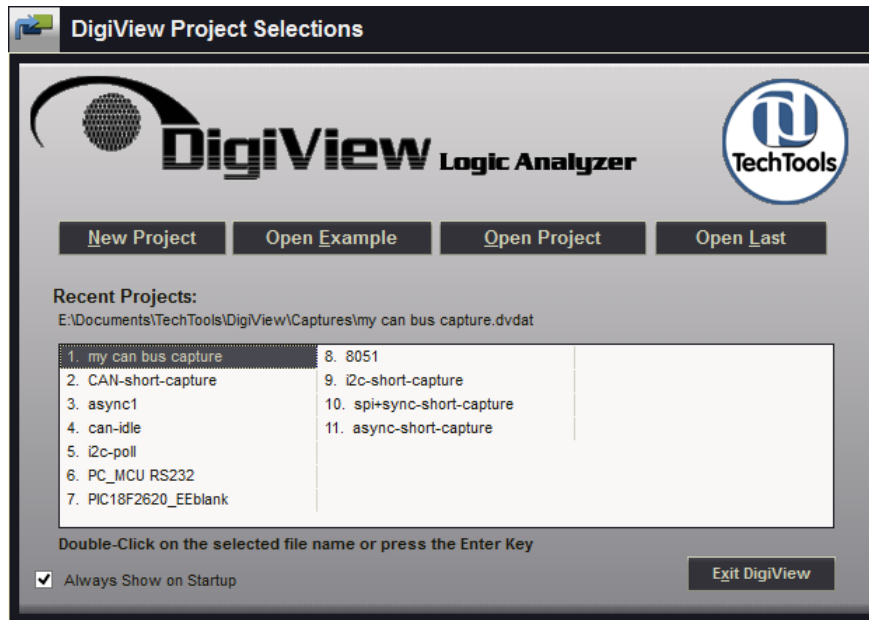 DigiView Project Selections
DigiView Logic Analyzer
TechTools
New Project Open Example Open Project Open Last
Recent Projects:
E:\Documents\TechTools\DigiView\Captures\my can bus capture.dvdat
1. my can bus capture
2. CAN-short-capture
3. async1
4. can-idle
5. i2c-poll
6. PC_MCU RS232
7. PIC18F2620_EEblank
8. 8051
9. i2c-short-capture
10. spi+sync-short-capture
11. async-short-capture
Double-Click on the selected file name or press the Enter Key
Always Show on Startup
Exit DigiView